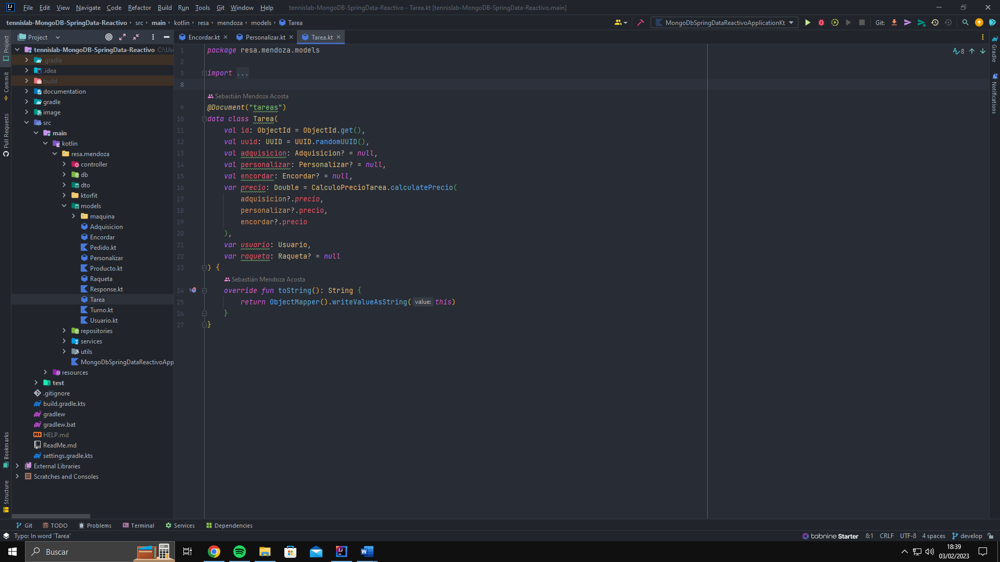 File Edit View Navigate Code Refactor Build Run Tools Git Window Help tennislab-MongoDB-SpringData-Reactivo - Tarea.kt [tennislab-MongoDB-SpringData-Reactivo.main]
tennislab-MongoDB-SpringData-Reactivo src main kotlin resa mendoza models Tarea MongoDbSpringDataReactivoApplicationKt Git:
Project Encordar.kt Personalizar.kt Tarea.kt
Project
Commit
Pull Requests
Bookmarks
Structure
tennislab-MongoDB-SpringData-Reactivo C:\Use
.gradle
.idea
build
documentation
gradle
image
src
main
kotlin
resa.mendoza
controller
db
dto
ktorfit
models
maquina
Adquisicion
Encordar
Pedido.kt
Personalizar
Producto.kt
Raqueta
Response.kt
Tarea
Turno.kt
Usuario.kt
repositories
services
utils
MongoDbSpringDataReactivoApp
resources
test
.gitignore
build.gradle.kts
gradlew
gradlew.bat
HELP.md
ReadMe.md
settings.gradle.kts
External Libraries
Scratches and Consoles
1 package resa.mendoza.models
2
3 import ...
8
Sebastián Mendoza Acosta
9 @Document("tareas")
10 data class Tarea(
11 val id: ObjectId = ObjectId.get(),
12 val uuid: UUID = UUID.randomUUID(),
13 val adquisicion: Adquisicion? = null,
14 val personalizar: Personalizar? = null,
15 val encordar: Encordar? = null,
16 var precio: Double = CalculoPrecioTarea.calculatePrecio(
17 adquisicion?.precio,
18 personalizar?.precio,
19 encordar?.precio
20 ),
21 var usuario: Usuario,
22 var raqueta: Raqueta? = null
23 ) {
Sebastián Mendoza Acosta
24 override fun toString(): String {
25 return ObjectMapper().writeValueAsString( value: this)
26 }
27 }
8
Gradle
Notifications
Git TODO Problems Terminal Services Dependencies
Typo: In word 'Tarea' tabnine Starter 8:1 CRLF UTF-8 4 spaces develop
Buscar
18:39
03/02/2023